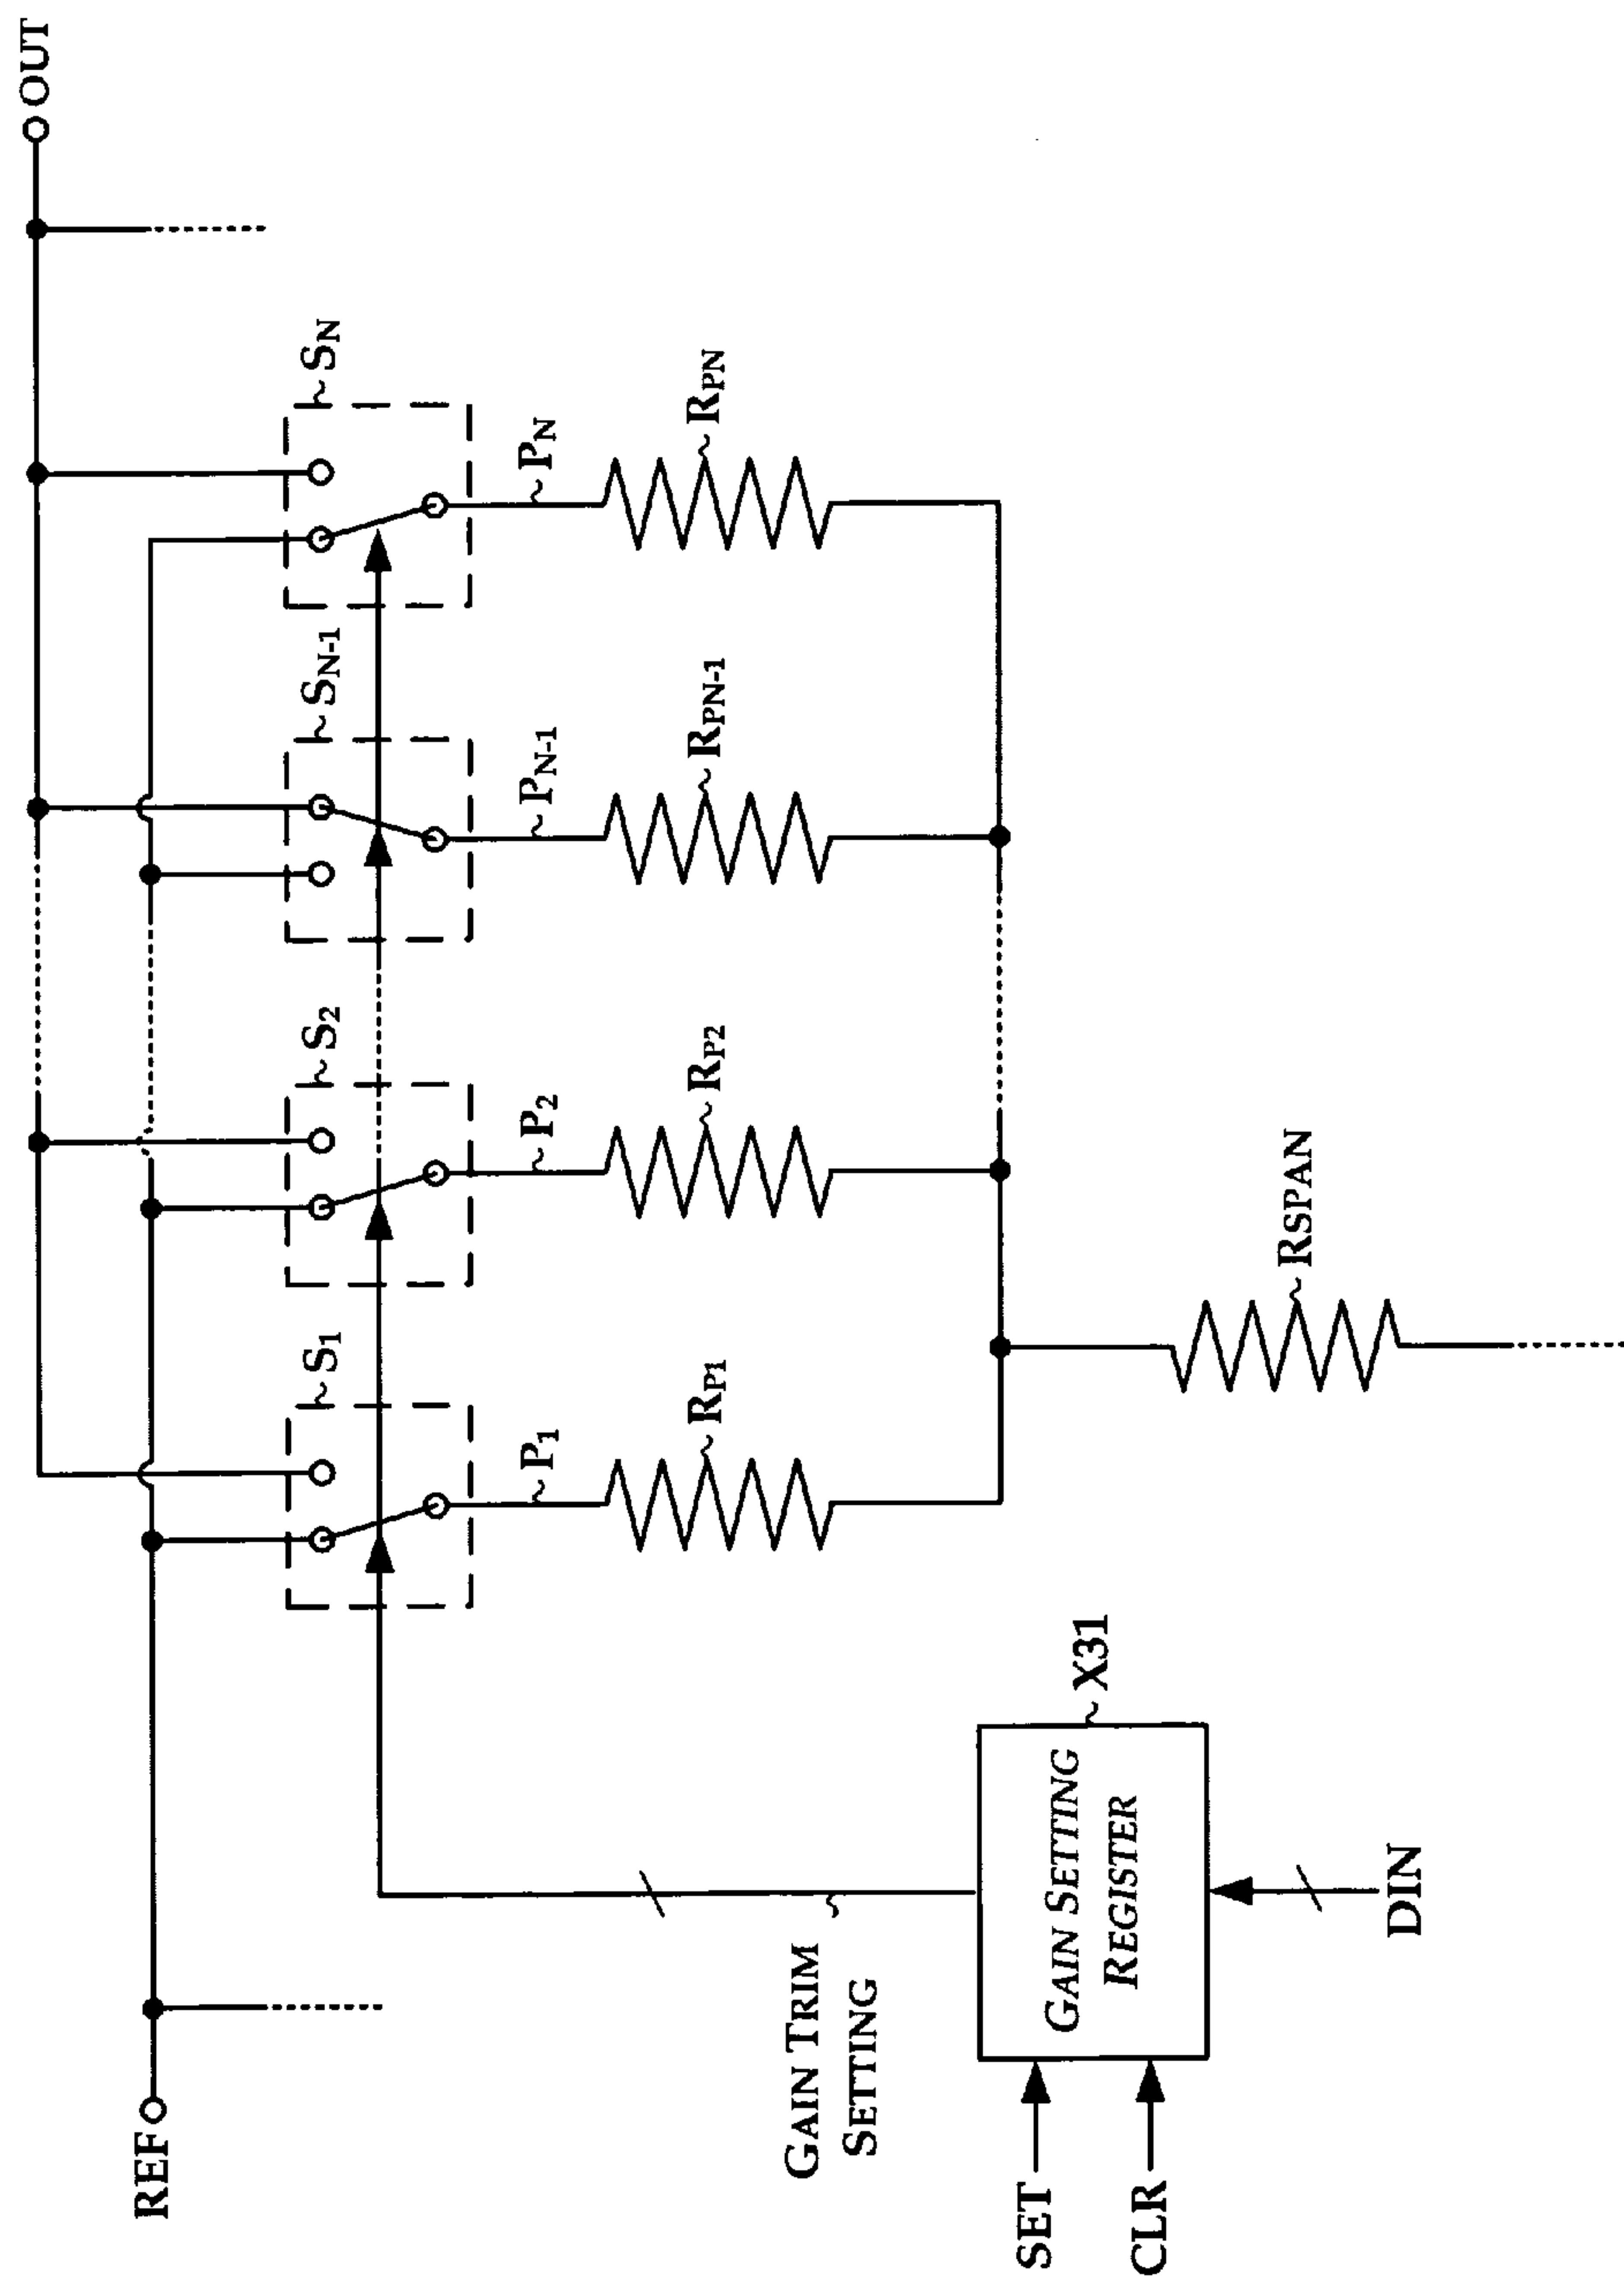 OUT
REF
S1
S2
SN-1
SN
P1
P2
PN-1
PN
RP1
RP2
RPN-1
RPN
GAIN TRIM
SETTING
RSPAN
X31
GAIN SETTING
REGISTER
SET
CLR
DIN